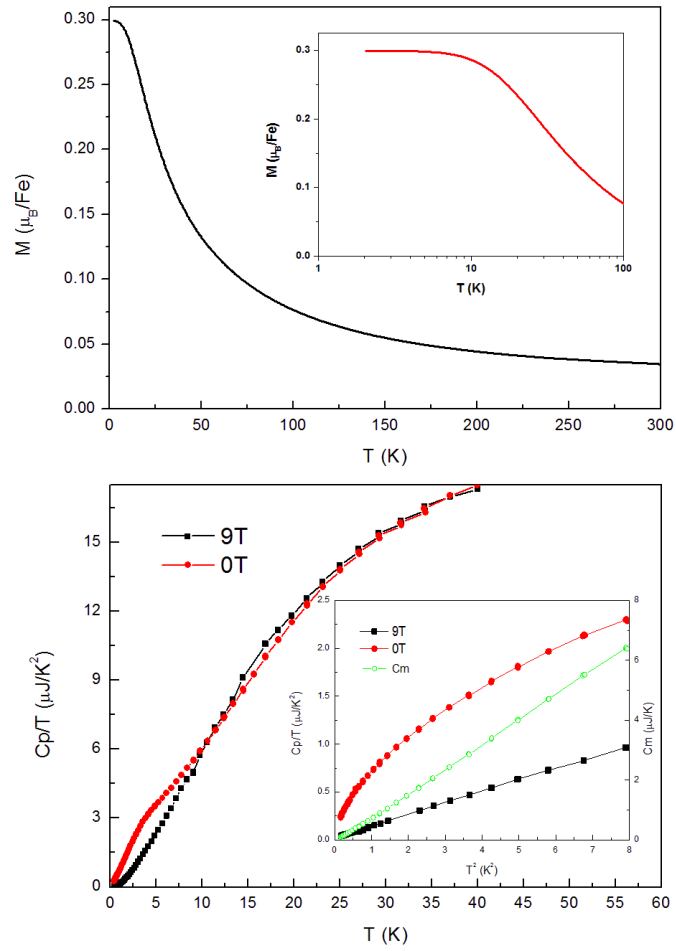 0.30
0.25
0.20
0.15
0.10
0.05
0.00
M (μB/Fe)
0 50 100 150 200 250 300
T (K)
0.3
0.2
0.1
0.0
M (μB/Fe)
1 10 100
T (K)
15
12
9
6
3
0
Cp/T (μJ/K²)
9T
0T
0 5 10 15 20 25 30 35 40 45 50 55 60
T (K)
2.5
2.0
1.5
1.0
0.5
0.0
Cp/T (μJ/K²)
9T
0T
Cm
8
6
4
2
0
Cm (μJ/K)
0 1 2 3 4 5 6 7 8
T² (K²)